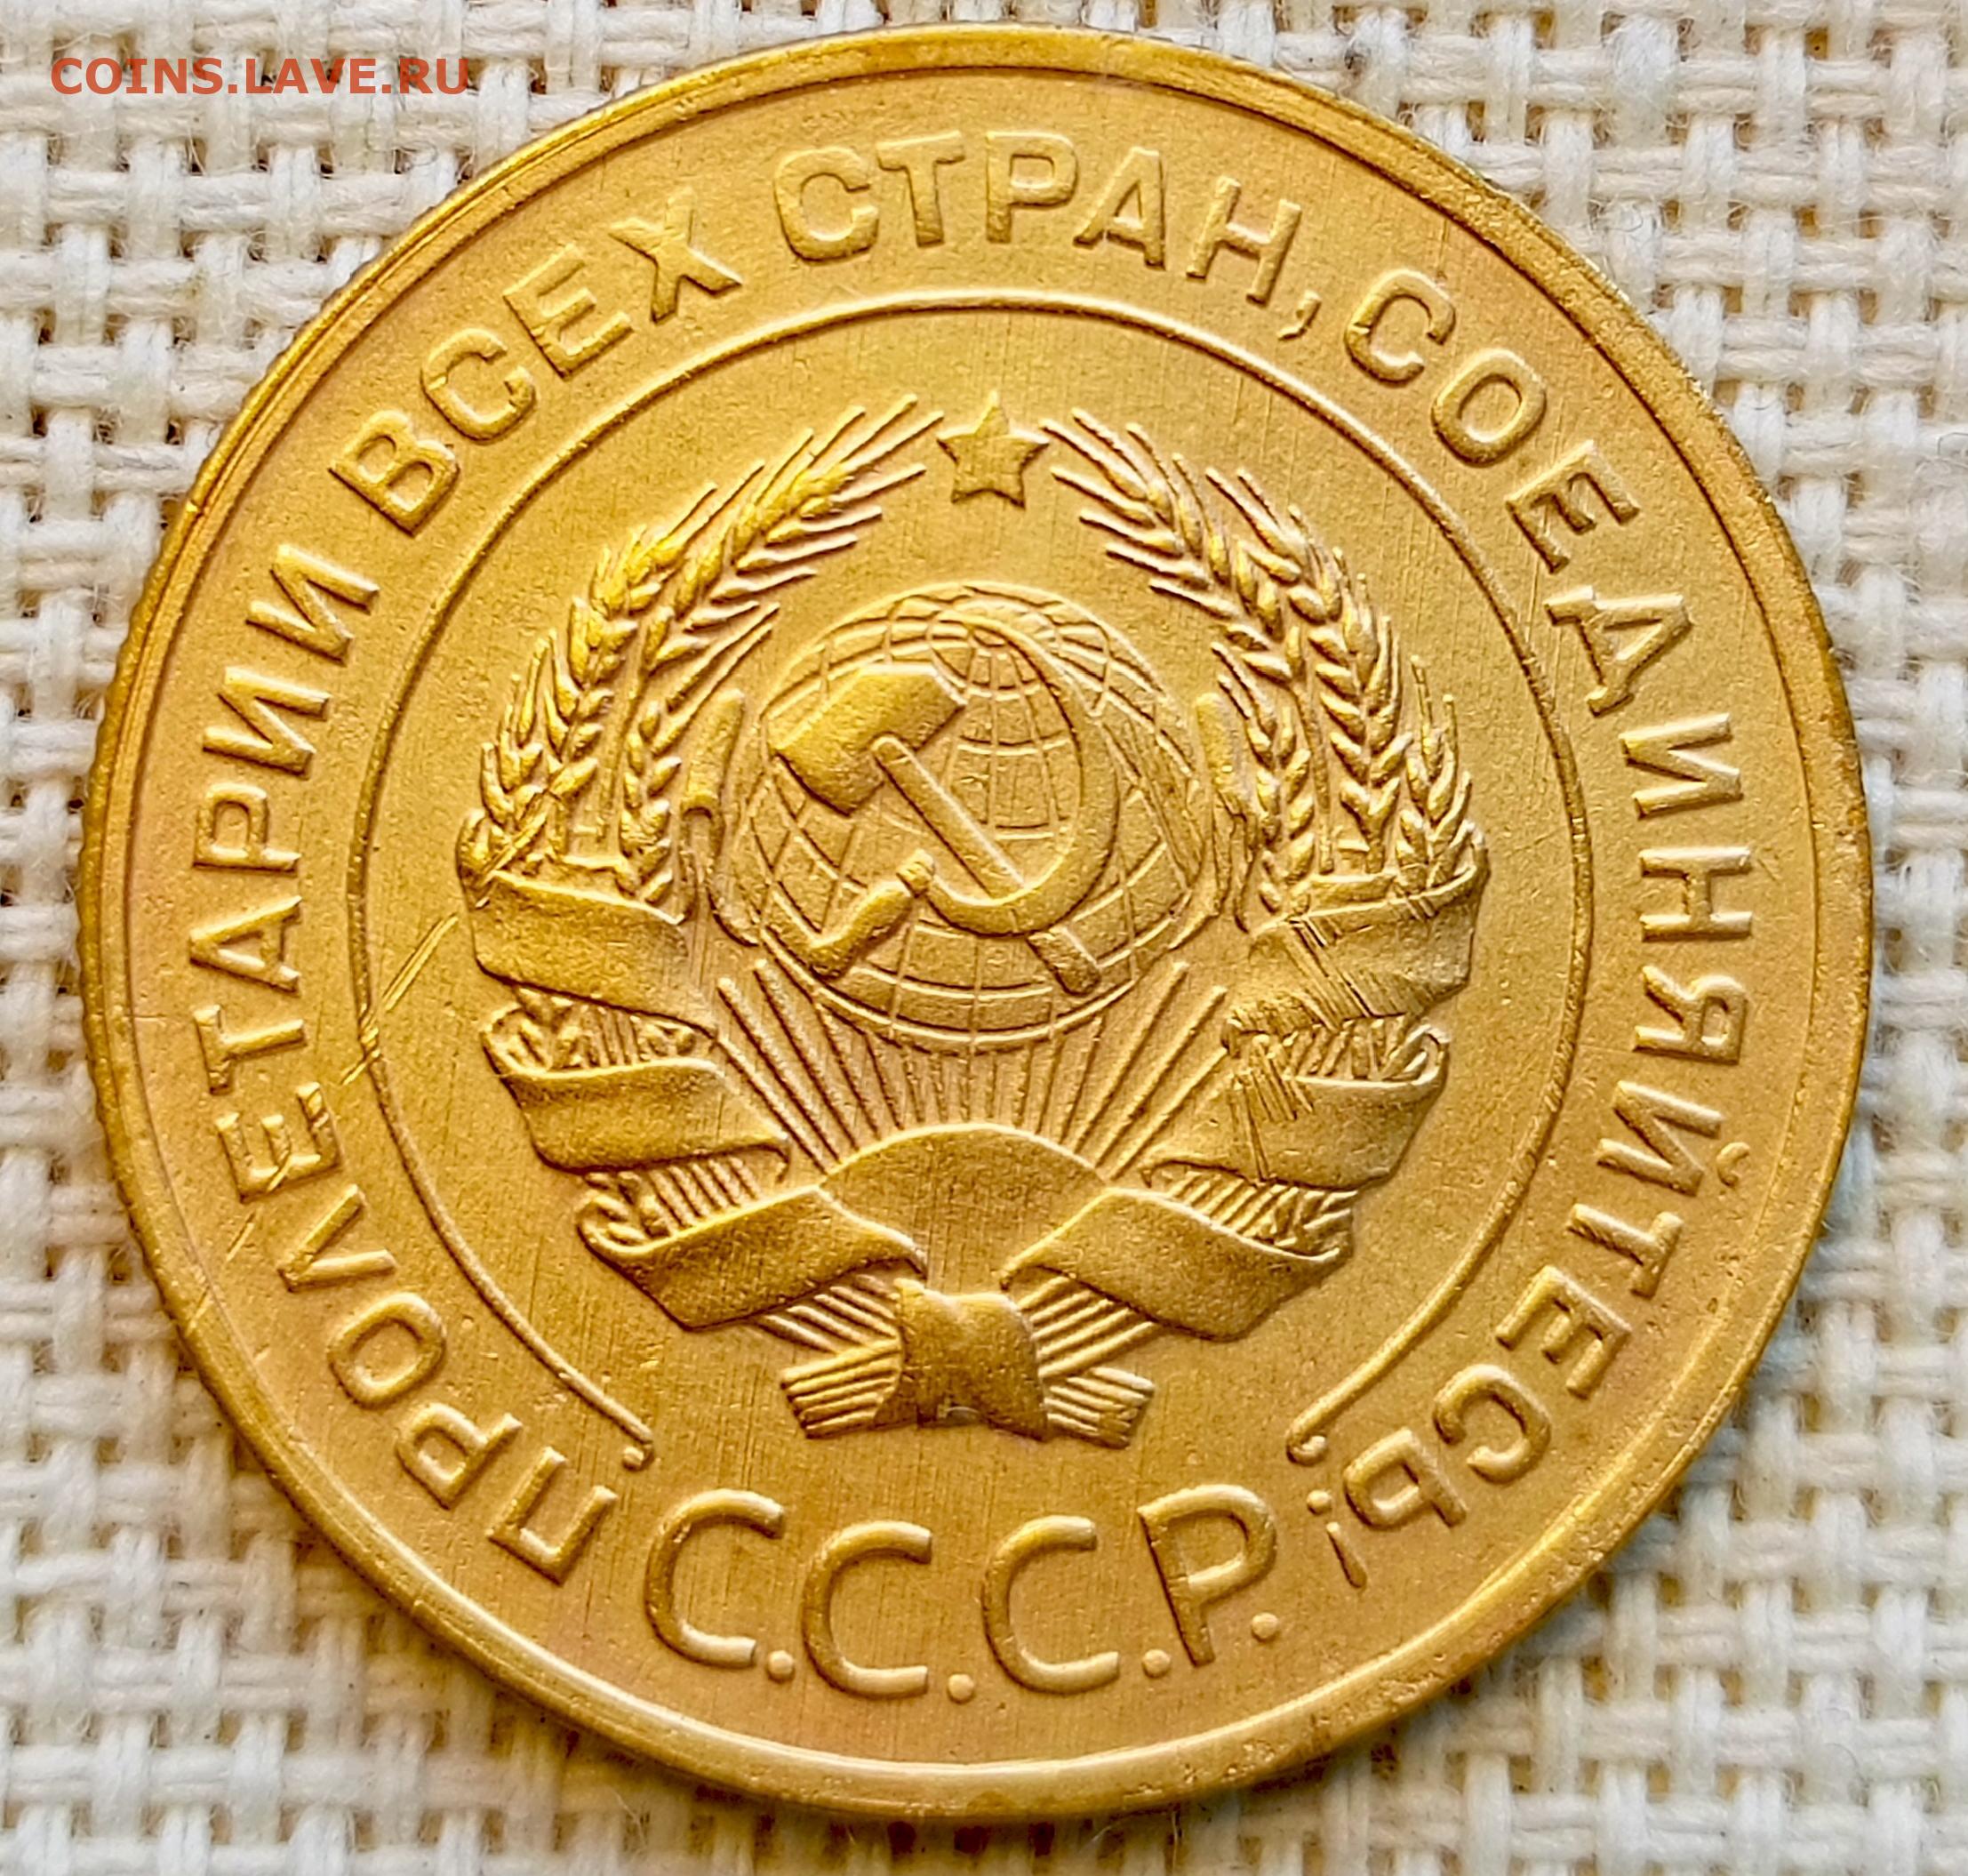 COINS.LAVE.RU
ПРОЛЕТАРИИ ВСЕХ СТРАН, СОЕДИНЯЙТЕСЬ!
С.С.С.Р.